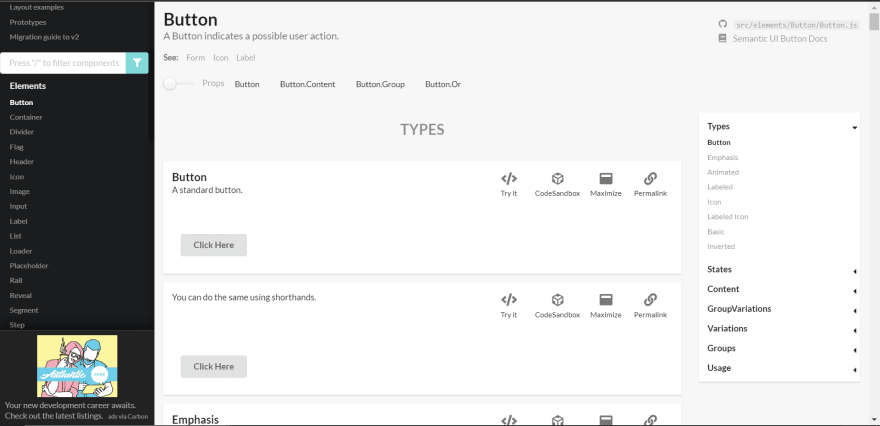 Layout examples
Prototypes
Migration guide to v2
Press "/" to filter components
Elements
Button
Container
Divider
Flag
Header
Icon
Image
Input
Label
List
Loader
Placeholder
Rail
Reveal
Segment
Step
Authentic JOBS
Your new development career awaits.
Check out the latest listings. ads via Carbon
Button
A Button indicates a possible user action.
See: Form Icon Label
Props Button Button.Content Button.Group Button.Or
src/elements/Button/Button.js
Semantic UI Button Docs
TYPES
Button
A standard button.
Try it CodeSandbox Maximize Permalink
Click Here
You can do the same using shorthands.
Try it CodeSandbox Maximize Permalink
Click Here
Emphasis
Types
Button
Emphasis
Animated
Labeled
Icon
Labeled Icon
Basic
Inverted
States
Content
GroupVariations
Variations
Groups
Usage